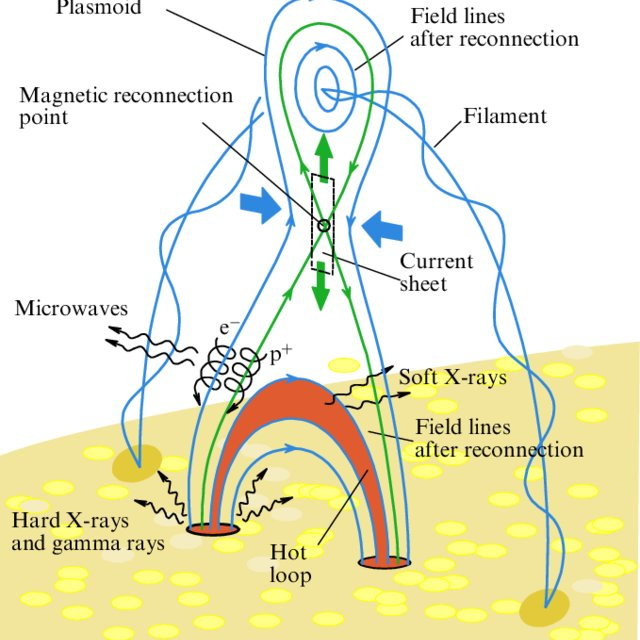 Plasmoid
Field lines
after reconnection
Magnetic reconnection
point
Filament
Current
sheet
Microwaves
e⁻
p⁺
Soft X-rays
Field lines
after reconnection
Hard X-rays
and gamma rays
Hot
loop